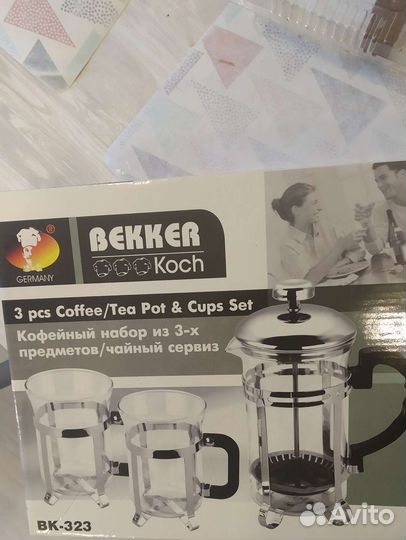 ®
BEKKER
Koch
GERMANY
3 pcs Coffee/Tea Pot & Cups Set
Кофейный набор из 3-х
предметов/чайный сервиз
BK-323
Avito